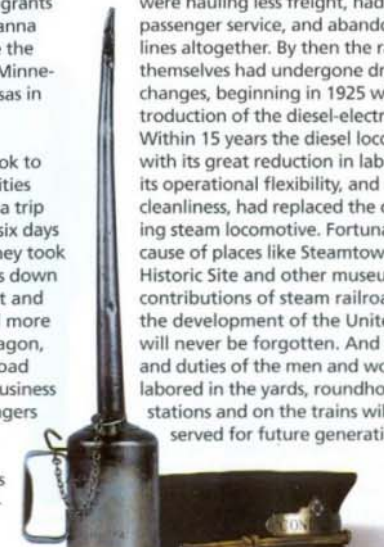 grants
anna
the
Minne-
sas in
ok to
ities
a trip
six days
hey took
s down
t and
more
agon,
oad
usiness
ngers
s
were hauling less freight, had
passenger service, and abando
lines altogether. By then the ra
themselves had undergone dr
changes, beginning in 1925 w
troduction of the diesel-electr
Within 15 years the diesel loco
with its great reduction in lab
its operational flexibility, and
cleanliness, had replaced the c
ing steam locomotive. Fortuna
cause of places like Steamtow
Historic Site and other museu
contributions of steam railroa
the development of the Unite
will never be forgotten. And
and duties of the men and wo
labored in the yards, roundho
stations and on the trains wil
served for future generati
CON